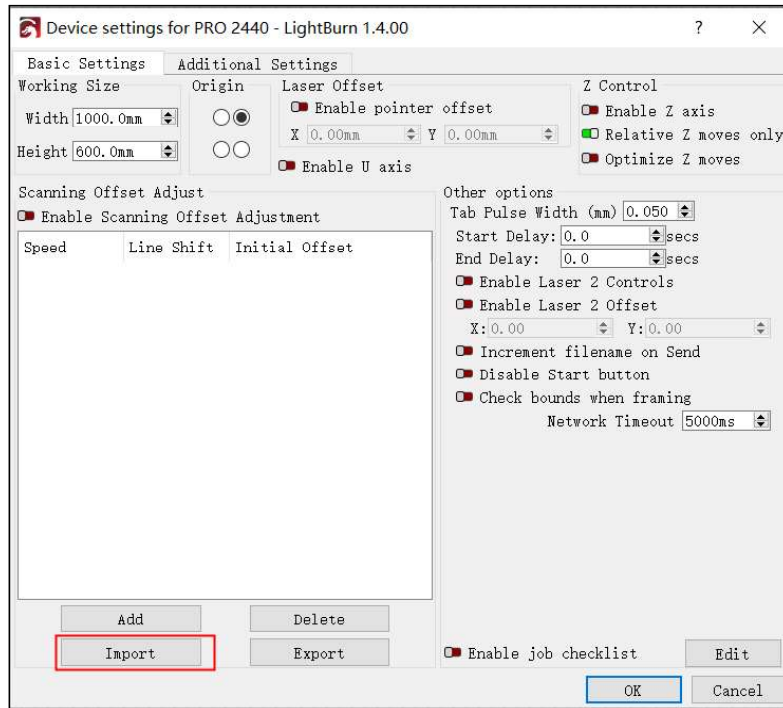 Device settings for PRO 2440 - LightBurn 1.4.00
?
Basic Settings
Additional Settings
Working Size
Width 1000.0mm
Height 600.0mm
Origin
Laser Offset
Enable pointer offset
X 0.00mm Y 0.00mm
Enable U axis
Z Control
Enable Z axis
Relative Z moves only
Optimize Z moves
Scanning Offset Adjust
Enable Scanning Offset Adjustment
Speed Line Shift Initial Offset
Add Delete
Import Export
Other options
Tab Pulse Width (mm) 0.050
Start Delay: 0.0 secs
End Delay: 0.0 secs
Enable Laser 2 Controls
Enable Laser 2 Offset
X: 0.00 Y: 0.00
Increment filename on Send
Disable Start button
Check bounds when framing
Network Timeout 5000ms
Enable job checklist Edit
OK Cancel